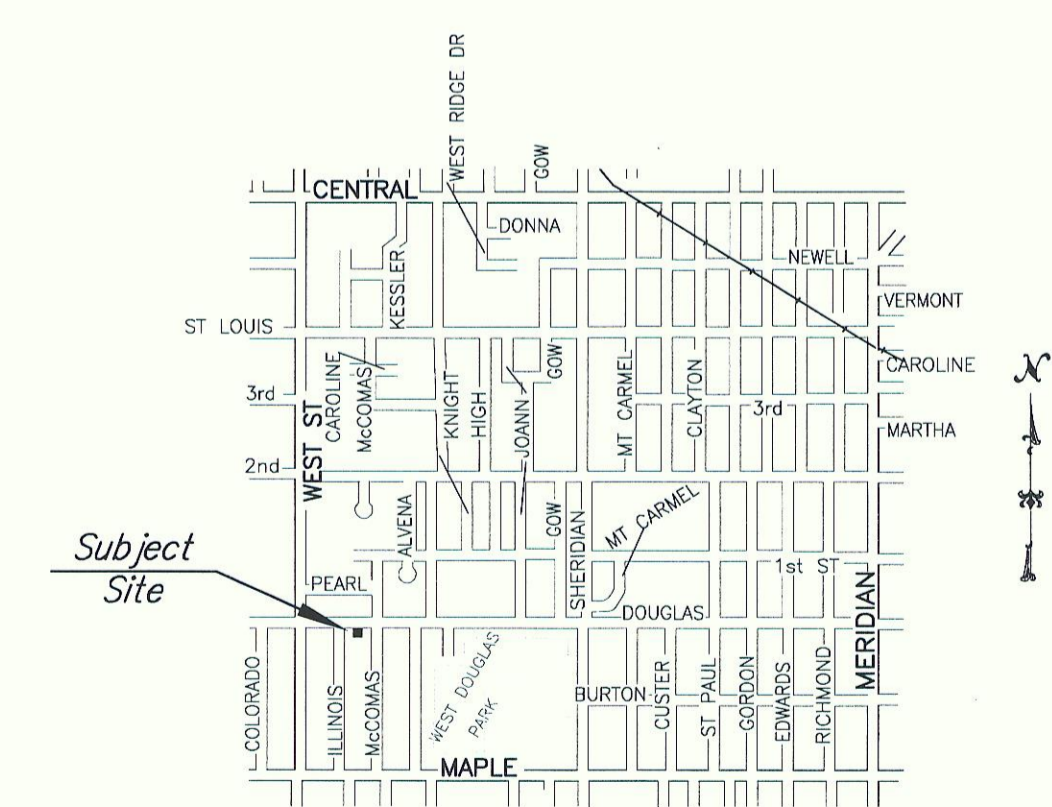 WEST RIDGE DR
GOW
CENTRAL
DONNA
KESSLER
NEWELL
VERMONT
ST LOUIS
CAROLINE
CAROLINE
McCOMAS
GOW
MT CARMEL
CLAYTON
3rd
3rd
KNIGHT
HIGH
JOANN
MARTHA
WEST ST
2nd
N
ALVENA
GOW
SHERIDIAN
MT CARMEL
Subject
Site
PEARL
1st ST
DOUGLAS
MERIDIAN
COLORADO
ILLINOIS
McCOMAS
WEST DOUGLAS
PARK
BURTON
CUSTER
ST PAUL
GORDON
EDWARDS
RICHMOND
MAPLE